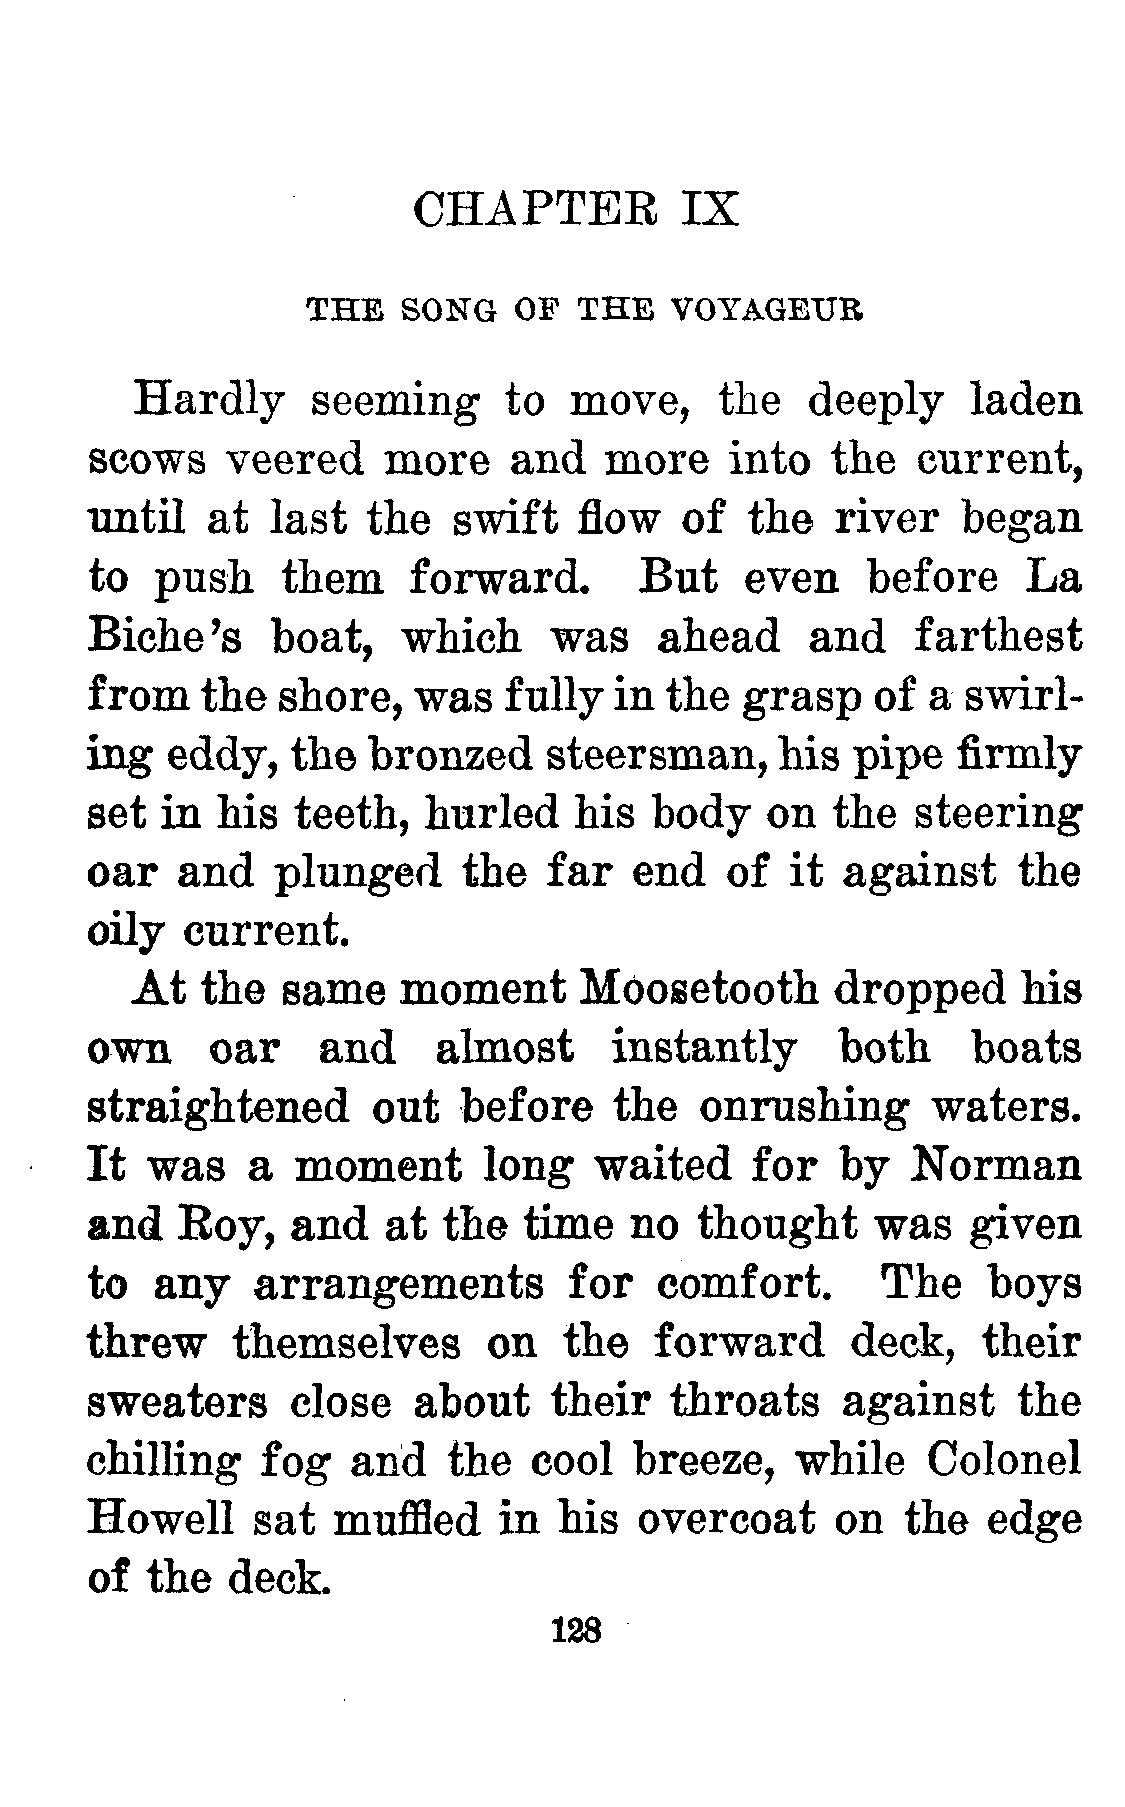 CHAPTER IX
THE SONG OF THE VOYAGEUR
Hardly seeming to move, the deeply laden
scows veered more and more into the current,
until at last the swift flow of the river began
to push them forward. But even before La
Biche's boat, which was ahead and farthest
from the shore, was fully in the grasp of a swirl-
ing eddy, the bronzed steersman, his pipe firmly
set in his teeth, hurled his body on the steering
oar and plunged the far end of it against the
oily current.
At the same moment Moosetooth dropped his
own oar and almost instantly both boats
straightened out before the onrushing waters.
It was a moment long waited for by Norman
and Roy, and at the time no thought was given
to any arrangements for comfort. The boys
threw themselves on the forward deck, their
sweaters close about their throats against the
chilling fog and the cool breeze, while Colonel
Howell sat muffled in his overcoat on the edge
of the deck.
128